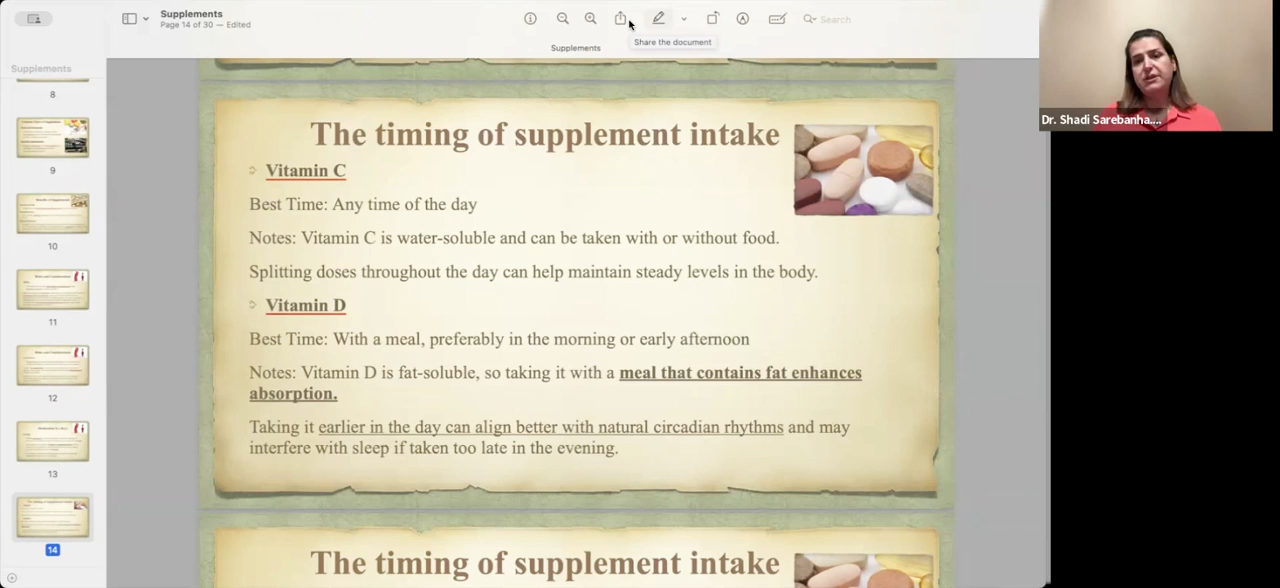 Supplements
Page 14 of 30 — Edited
Search
Share the document
Supplements
Supplements
8
9
10
11
12
13
14
The timing of supplement intake
Vitamin C
Best Time: Any time of the day
Notes: Vitamin C is water-soluble and can be taken with or without food.
Splitting doses throughout the day can help maintain steady levels in the body.
Vitamin D
Best Time: With a meal, preferably in the morning or early afternoon
Notes: Vitamin D is fat-soluble, so taking it with a meal that contains fat enhances
absorption.
Taking it earlier in the day can align better with natural circadian rhythms and may
interfere with sleep if taken too late in the evening.
The timing of supplement intake
Dr. Shadi Sarebanha....